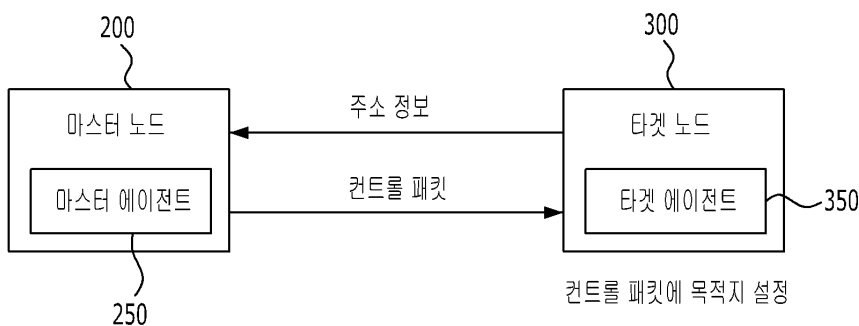 200
300
마스터 노드
주소 정보
타겟 노드
마스터 에이전트
컨트롤 패킷
타겟 에이전트
350
250
컨트롤 패킷에 목적지 설정